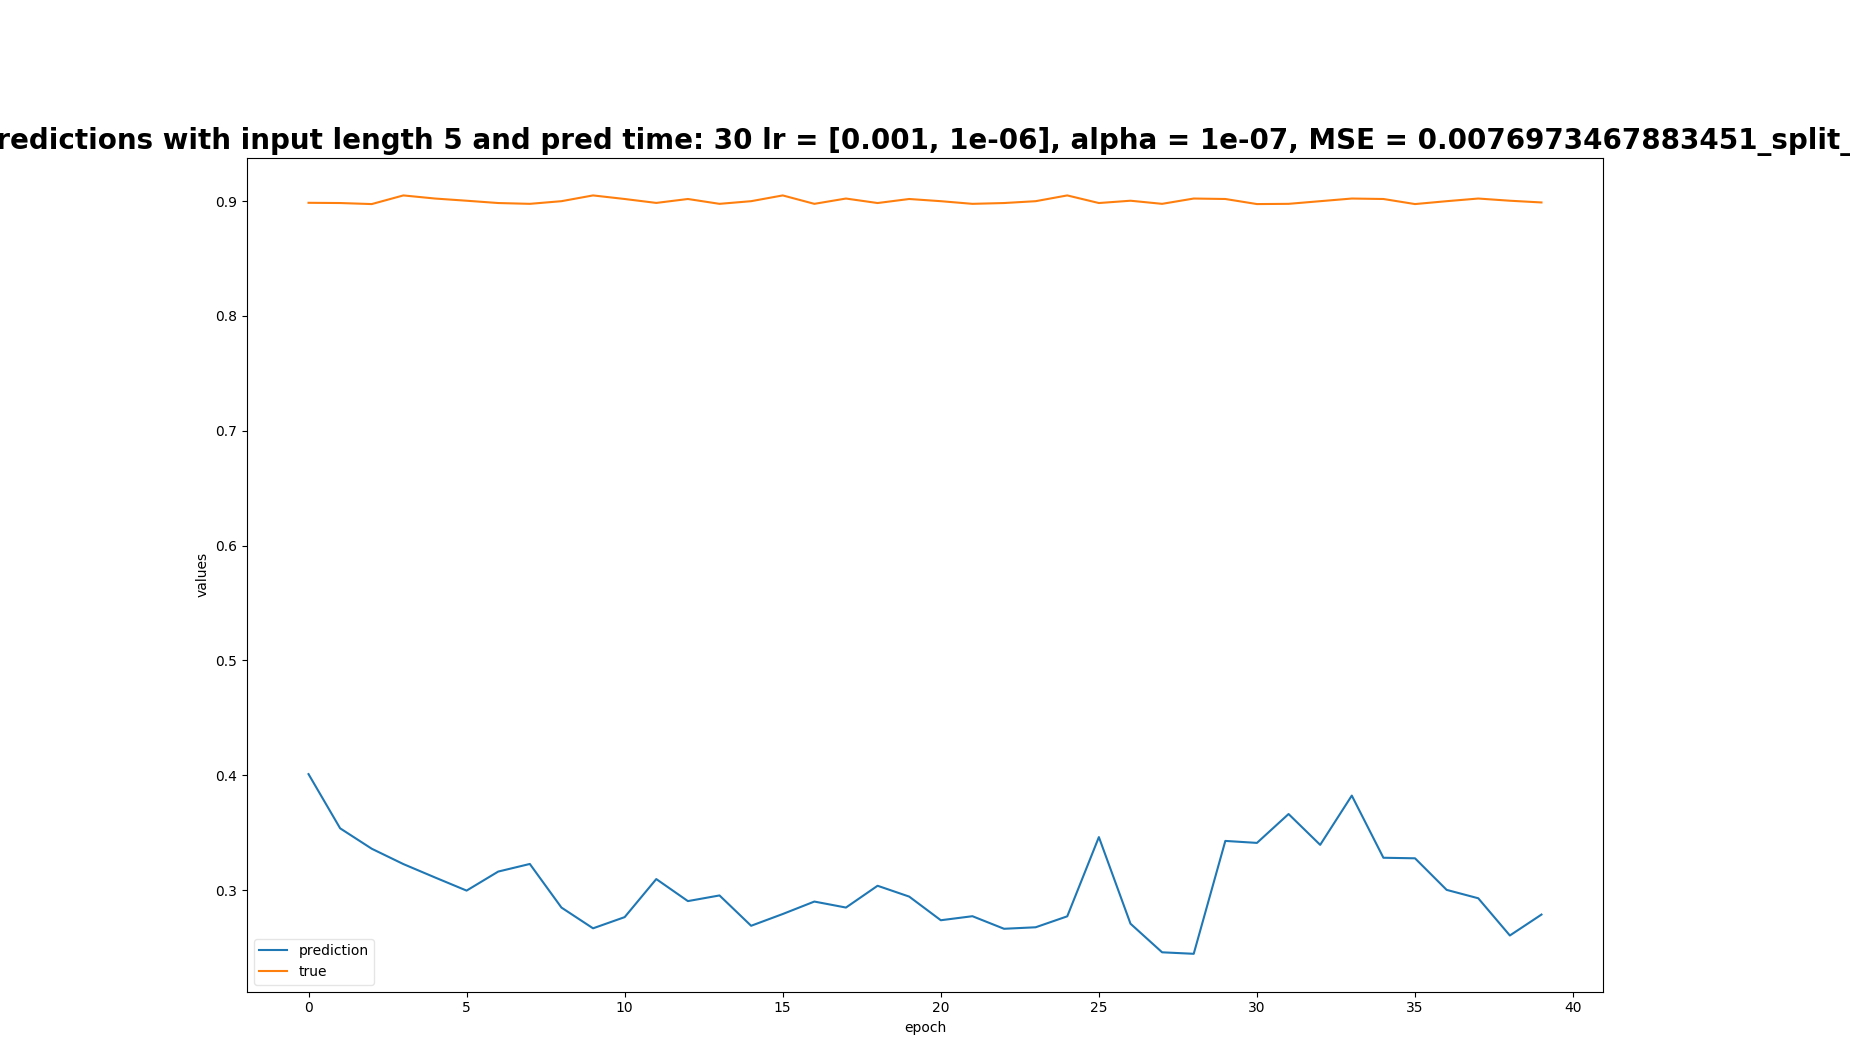 redictions with input length 5 and pred time: 30 lr = [0.001, 1e-06], alpha = 1e-07, MSE = 0.0076973467883451_split_
0.9
0.8
0.7
0.6
0.5
0.4
0.3
values
prediction
true
0 5 10 15 20 25 30 35 40
epoch